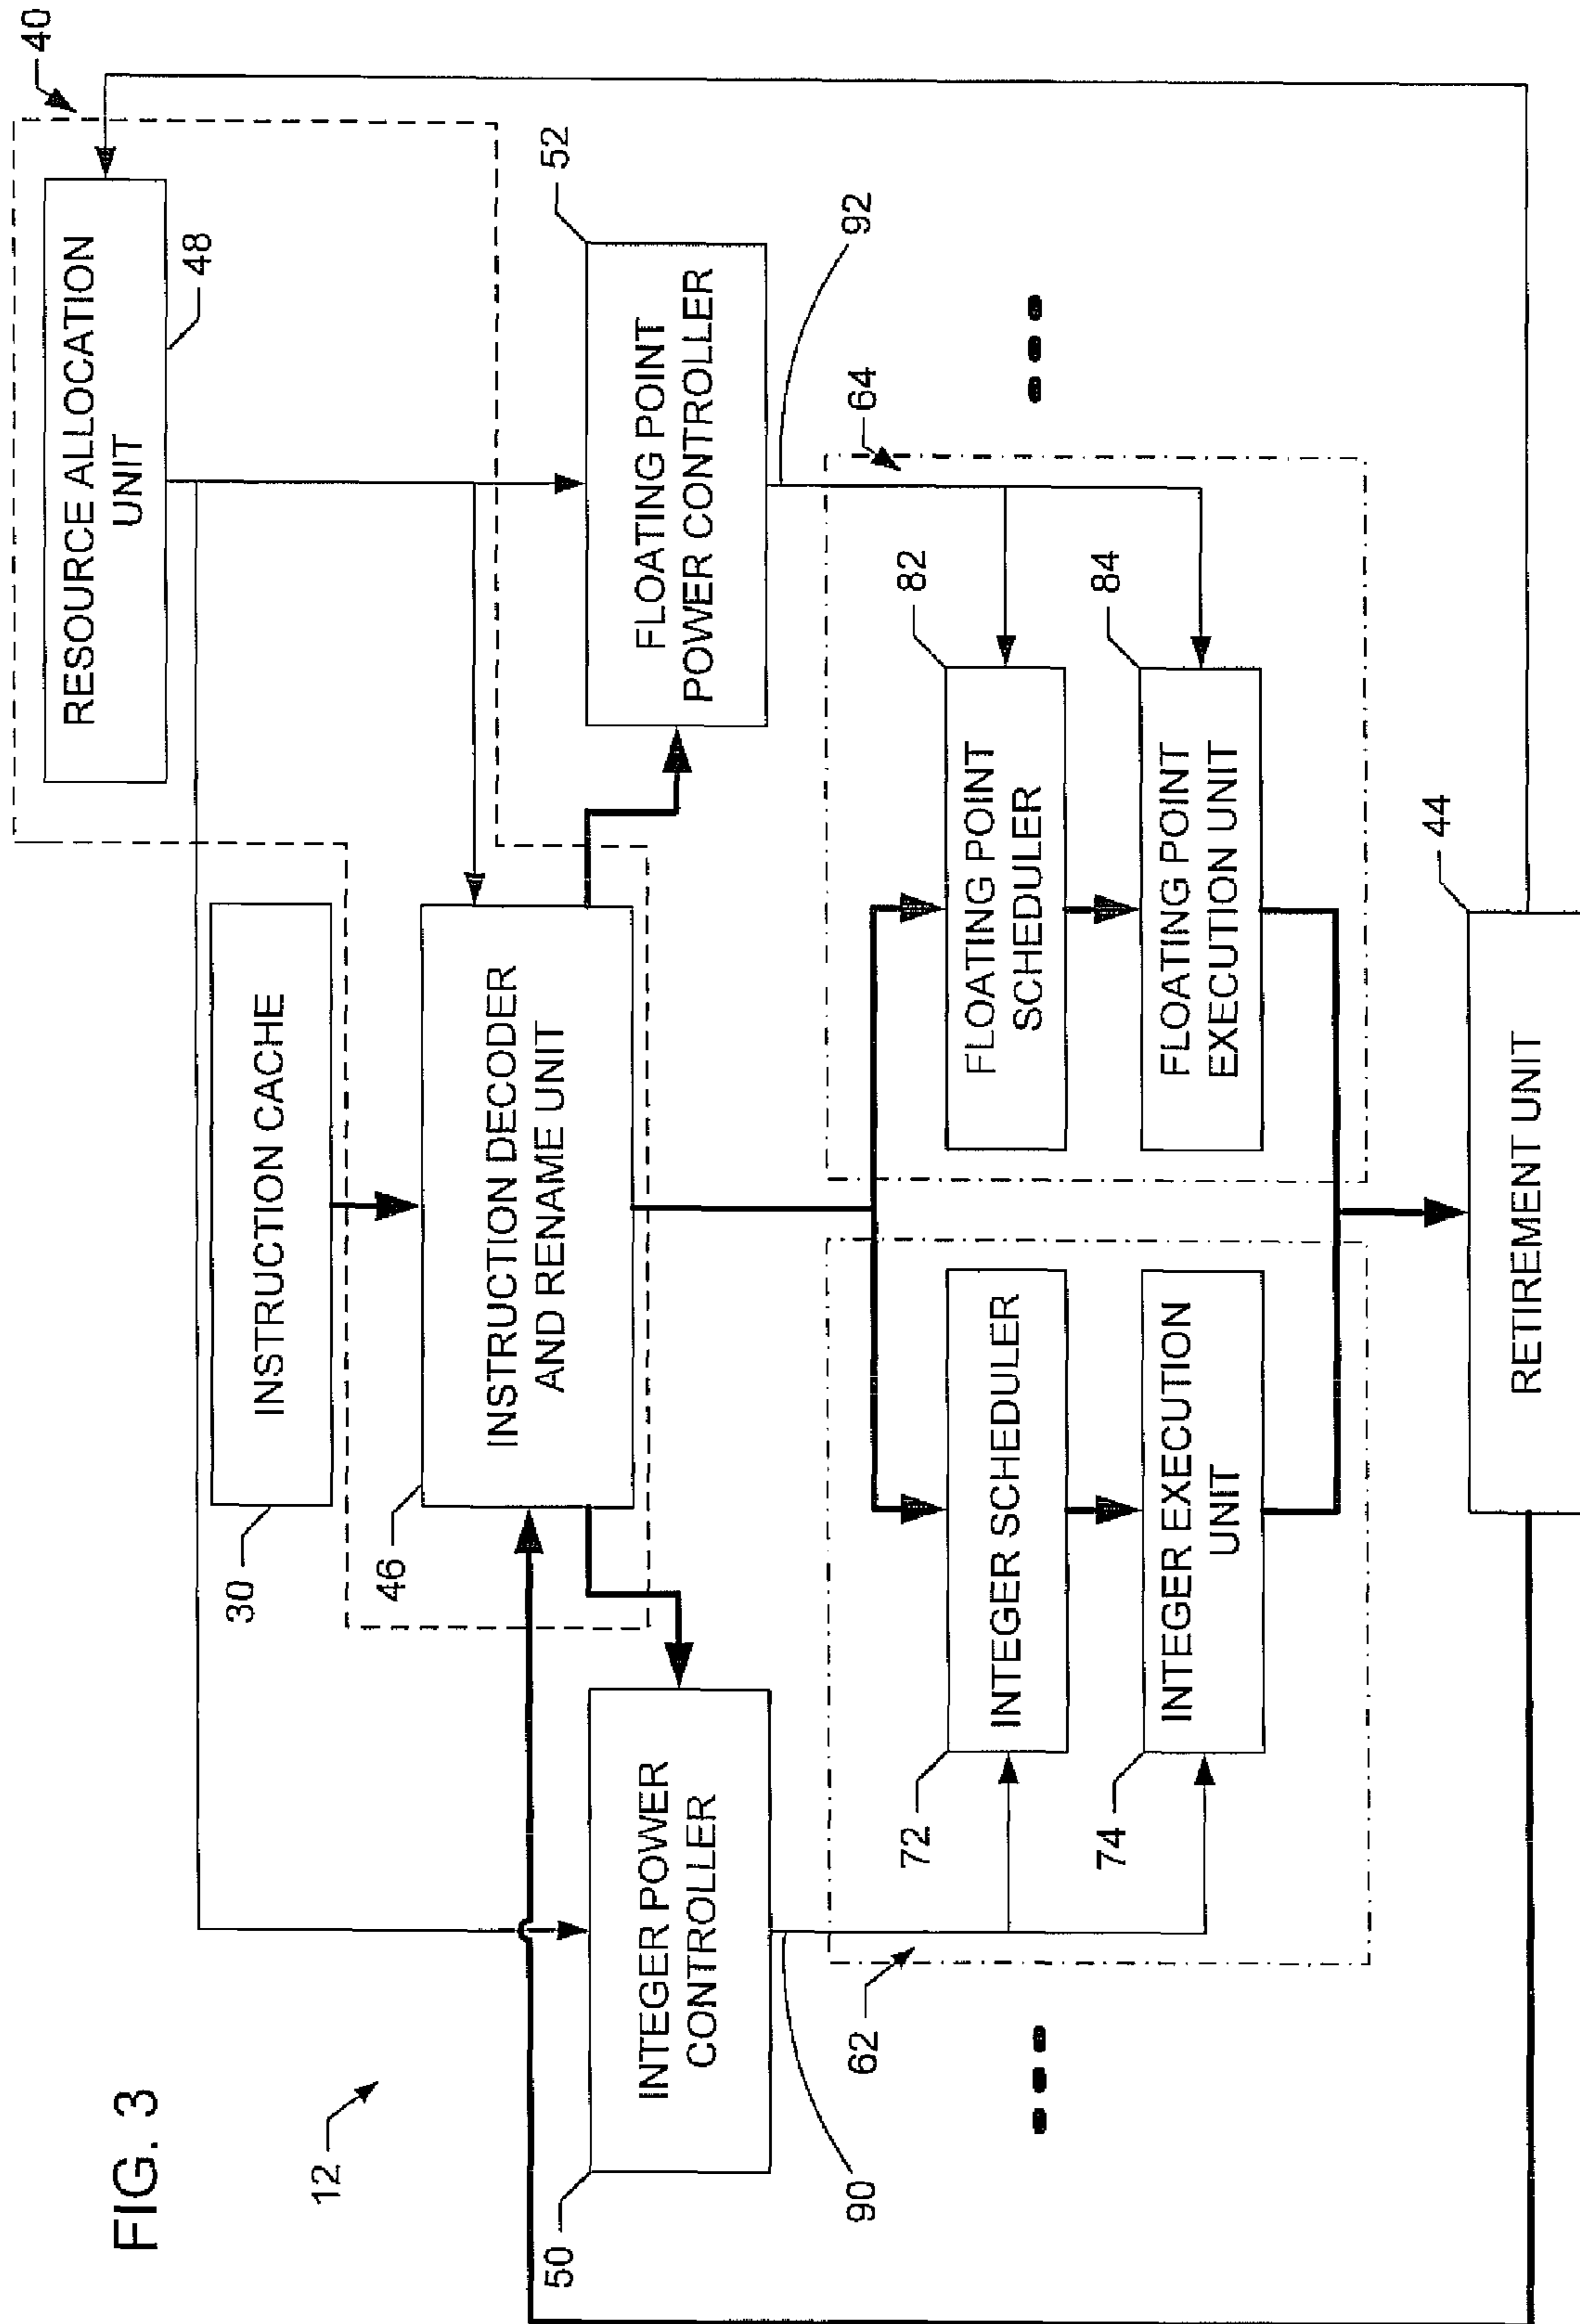 FIG. 3
12
40
RESOURCE ALLOCATION
UNIT
48
INSTRUCTION CACHE
30
INSTRUCTION DECODER
AND RENAME UNIT
46
INTEGER POWER
CONTROLLER
50
FLOATING POINT
POWER CONTROLLER
52
90
92
62
64
INTEGER SCHEDULER
72
FLOATING POINT
SCHEDULER
82
INTEGER EXECUTION
UNIT
74
FLOATING POINT
EXECUTION UNIT
84
RETIREMENT UNIT
44